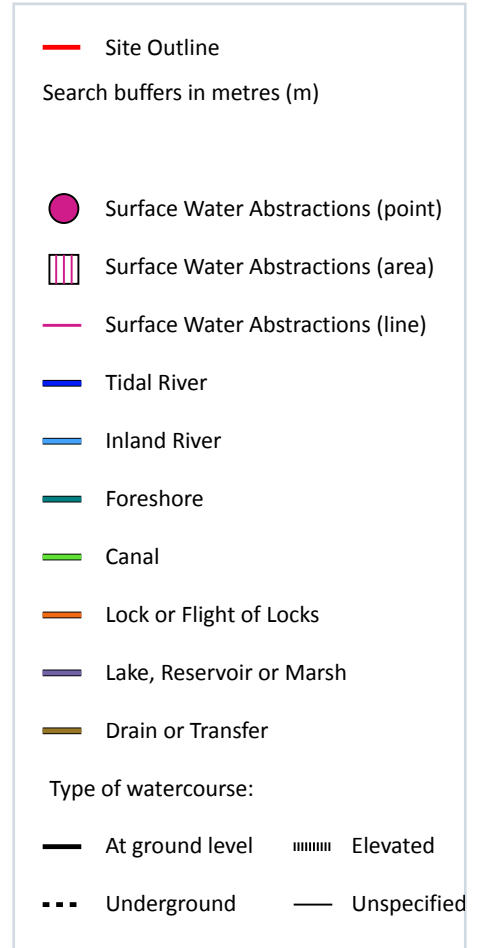 Site Outline
Search buffers in metres (m)
Surface Water Abstractions (point)
Surface Water Abstractions (area)
Surface Water Abstractions (line)
Tidal River
Inland River
Foreshore
Canal
Lock or Flight of Locks
Lake, Reservoir or Marsh
Drain or Transfer
Type of watercourse:
At ground level Elevated
Underground Unspecified